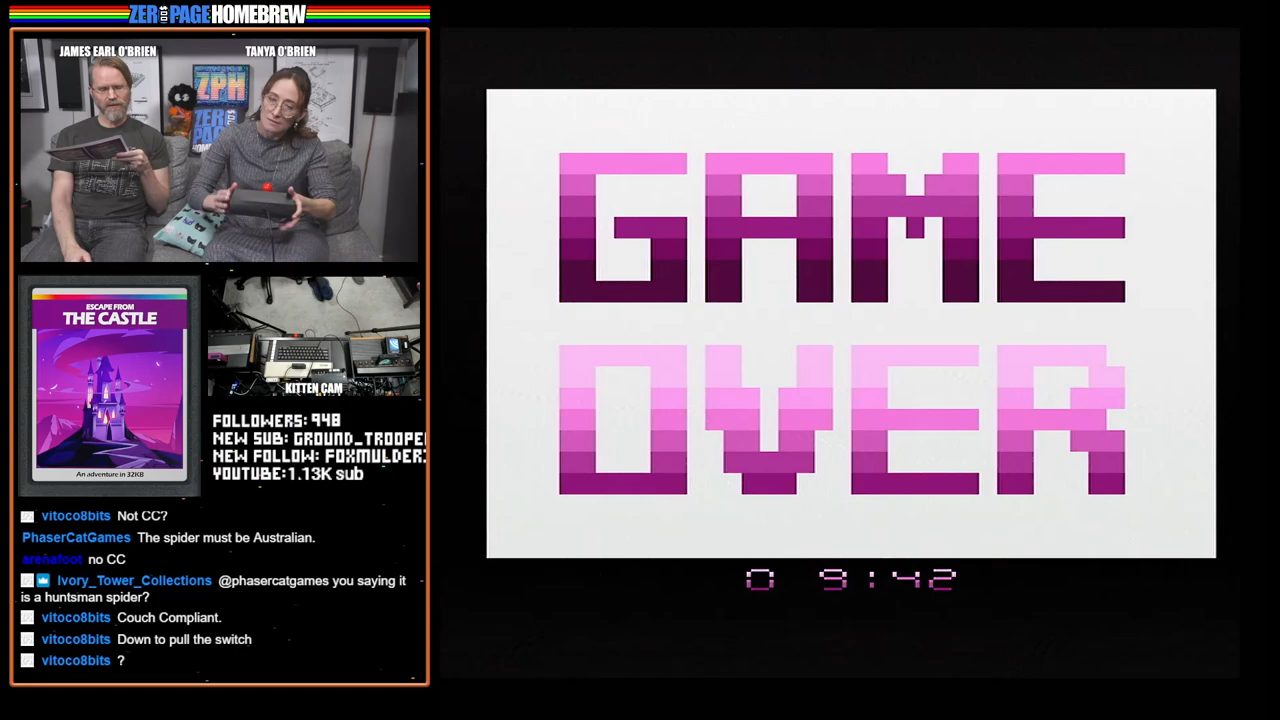 ZERPAGEHOMEBREW
JAMES EARL O'BRIEN
TANYA O'BRIEN
ZPH
ZERO
PAGE
ESCAPE FROM
THE CASTLE
An adventure in 32KB
KITTEN CAM
FOLLOWERS: 948
NEW SUB: GROUND_TROOPE
NEW FOLLOW: FOXMULDER
YOUTUBE:1.13K sub
vitoco8bits Not CC?
PhaserCatGames The spider must be Australian.
arenafoot no CC
Ivory_Tower_Collections @phasercatgames you saying it
is a huntsman spider?
vitoco8bits Couch Compliant.
vitoco8bits Down to pull the switch
vitoco8bits ?
GAME
OVER
0 9:42